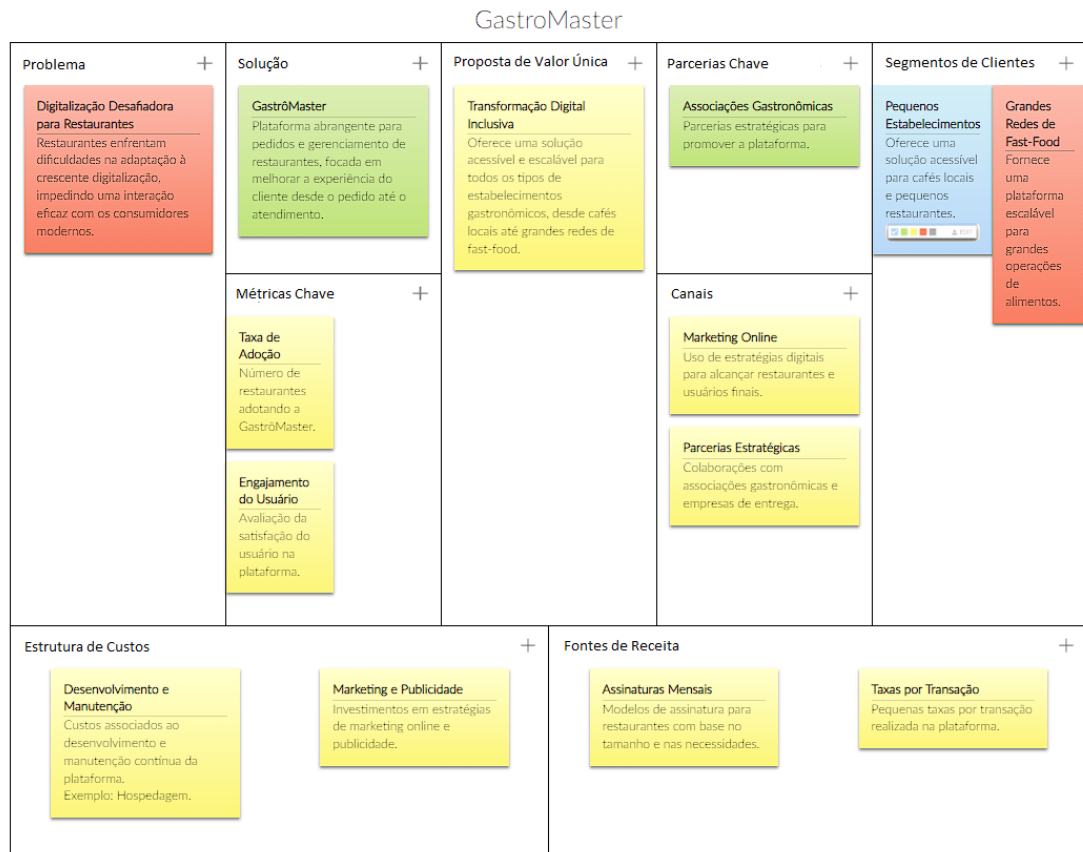 GastroMaster
Problema
Digitalização Desafiadora
para Restaurantes
Restaurantes enfrentam
dificuldades na adaptação à
crescente digitalização,
impedindo uma interação
eficaz com os consumidores
modernos.
Solução
GastrôMaster
Plataforma abrangente para
pedidos e gerenciamento de
restaurantes, focada em
melhorar a experiência do
cliente desde o pedido até o
atendimento.
Métricas Chave
Taxa de
Adoção
Número de
restaurantes
adotando a
GastrôMaster.
Engajamento
do Usuário
Avaliação da
satisfação do
usuário na
plataforma.
Proposta de Valor Única
Transformação Digital
Inclusiva
Oferece uma solução
acessível e escalável para
todos os tipos de
estabelecimentos
gastronômicos, desde cafés
locais até grandes redes de
fast-food.
Parcerias Chave
Associações Gastronômicas
Parcerias estratégicas para
promover a plataforma.
Canais
Marketing Online
Uso de estratégias digitais
para alcançar restaurantes e
usuários finais.
Parcerias Estratégicas
Colaborações com
associações gastronômicas e
empresas de entrega.
Segmentos de Clientes
Pequenos
Estabelecimentos
Oferece uma
solução acessível
para cafés locais
e pequenos
restaurantes.
EDIT
Grandes
Redes de
Fast-Food
Fornece
uma
plataforma
escalável
para
grandes
operações
de
alimentos.
Estrutura de Custos
Desenvolvimento e
Manutenção
Custos associados ao
desenvolvimento e
manutenção contínua da
plataforma.
Exemplo: Hospedagem.
Marketing e Publicidade
Investimentos em estratégias
de marketing online e
publicidade.
Fontes de Receita
Assinaturas Mensais
Modelos de assinatura para
restaurantes com base no
tamanho e nas necessidades.
Taxas por Transação
Pequenas taxas por transação
realizada na plataforma.